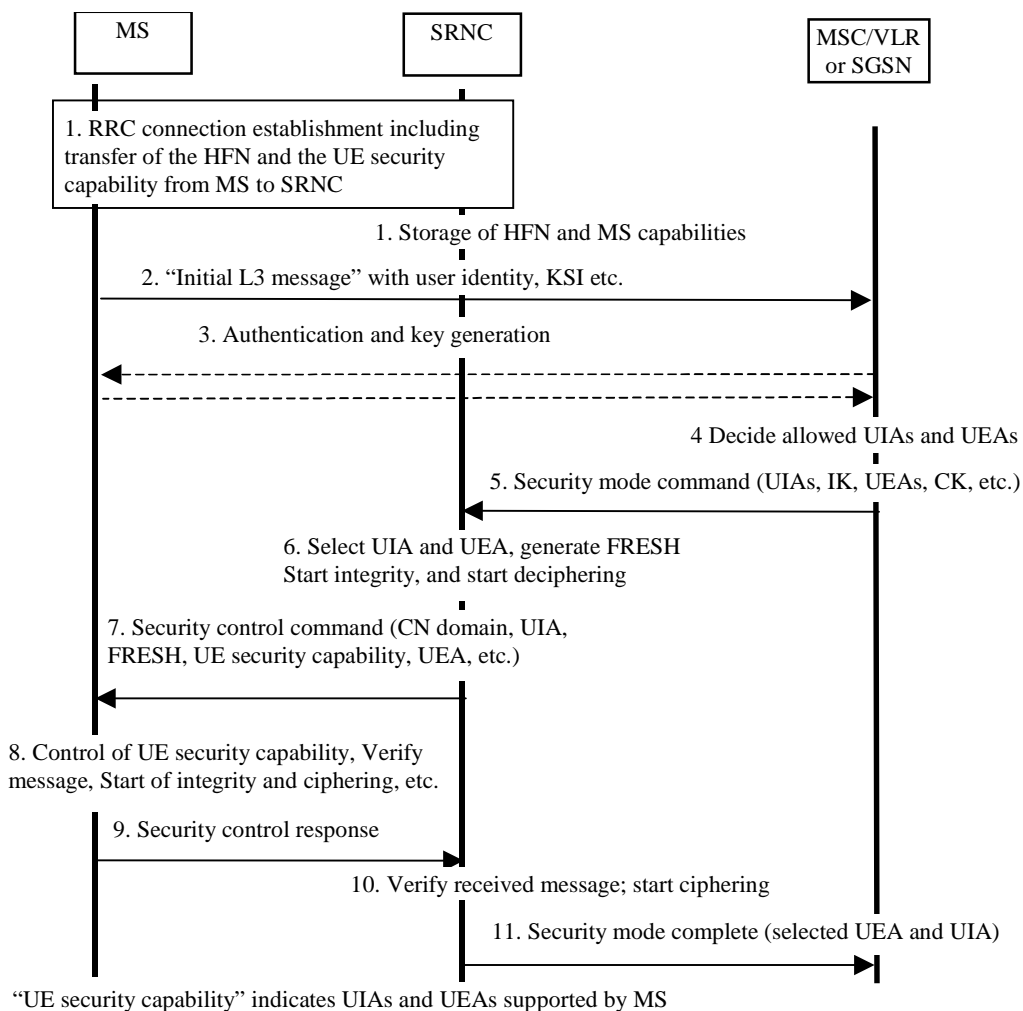 MS
SRNC
MSC/VLR
or SGSN
1. RRC connection establishment including
transfer of the HFN and the UE security
capability from MS to SRNC
1. Storage of HFN and MS capabilities
2. “Initial L3 message” with user identity, KSI etc.
3. Authentication and key generation
4 Decide allowed UIAs and UEAs
5. Security mode command (UIAs, IK, UEAs, CK, etc.)
6. Select UIA and UEA, generate FRESH
Start integrity, and start deciphering
7. Security control command (CN domain, UIA,
FRESH, UE security capability, UEA, etc.)
8. Control of UE security capability, Verify
message, Start of integrity and ciphering, etc.
9. Security control response
10. Verify received message; start ciphering
11. Security mode complete (selected UEA and UIA)
“UE security capability” indicates UIAs and UEAs supported by MS